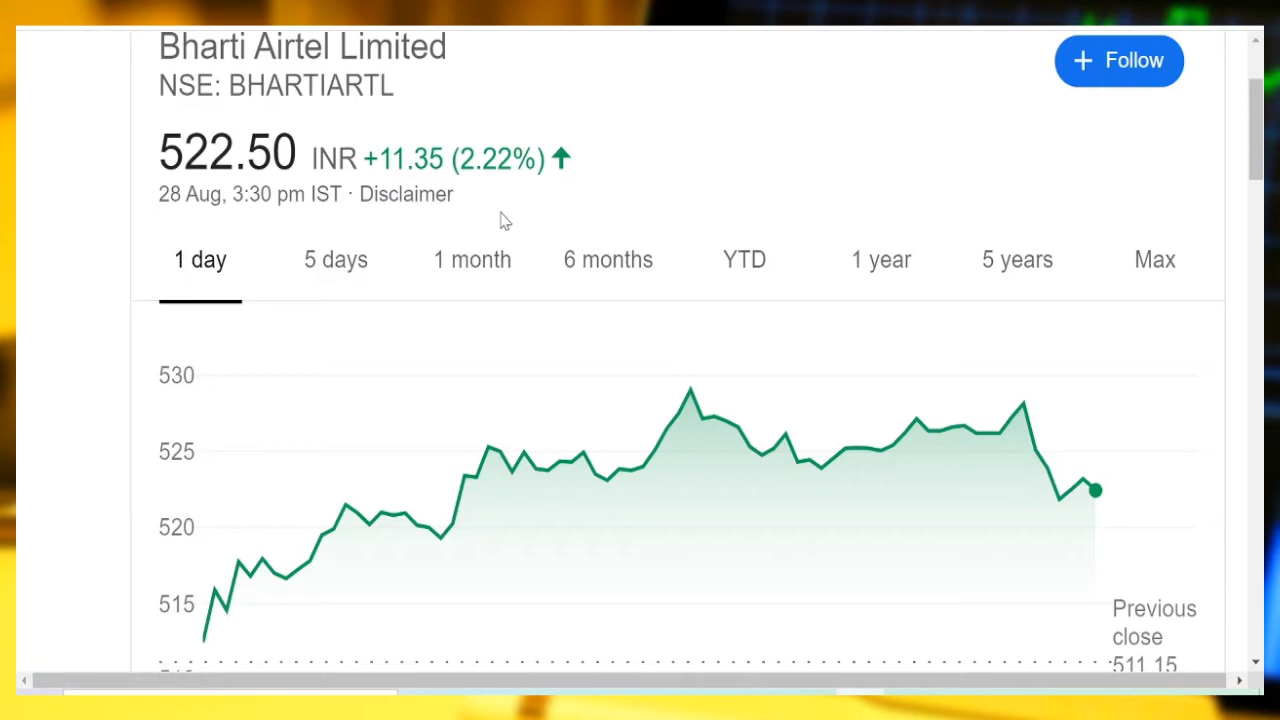 Bharti Airtel Limited
NSE: BHARTIARTL
+ Follow
522.50 INR +11.35 (2.22%)
28 Aug, 3:30 pm IST · Disclaimer
1 day 5 days 1 month 6 months YTD 1 year 5 years Max
530
525
520
515
Previous
close
511.15